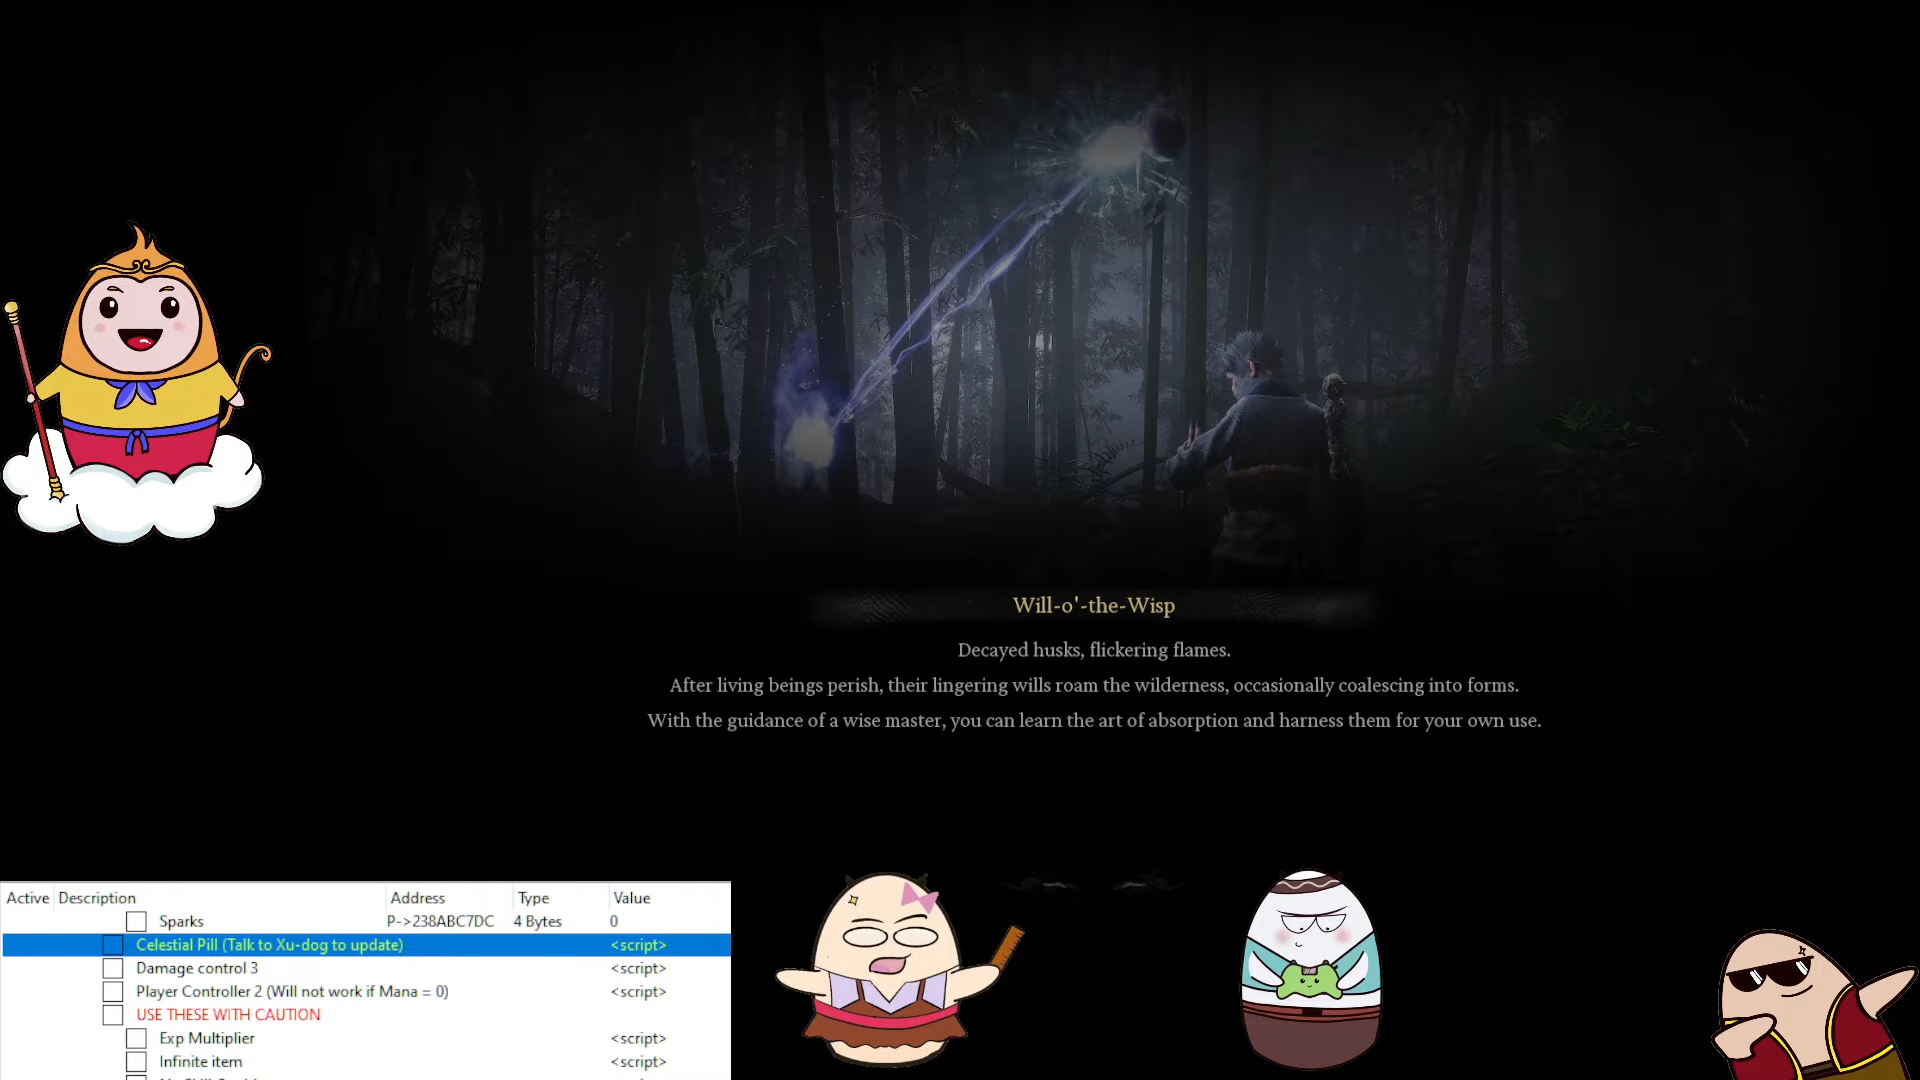 Will-o'-the-Wisp
Decayed husks, flickering flames.
After living beings perish, their lingering wills roam the wilderness, occasionally coalescing into forms.
With the guidance of a wise master, you can learn the art of absorption and harness them for your own use.
Active Description Address Type Value
Sparks P->238ABC7DC 4 Bytes 0
Celestial Pill (Talk to Xu-dog to update) <script>
Damage control 3 <script>
Player Controller 2 (Will not work if Mana = 0) <script>
USE THESE WITH CAUTION
Exp Multiplier <script>
Infinite item <script>